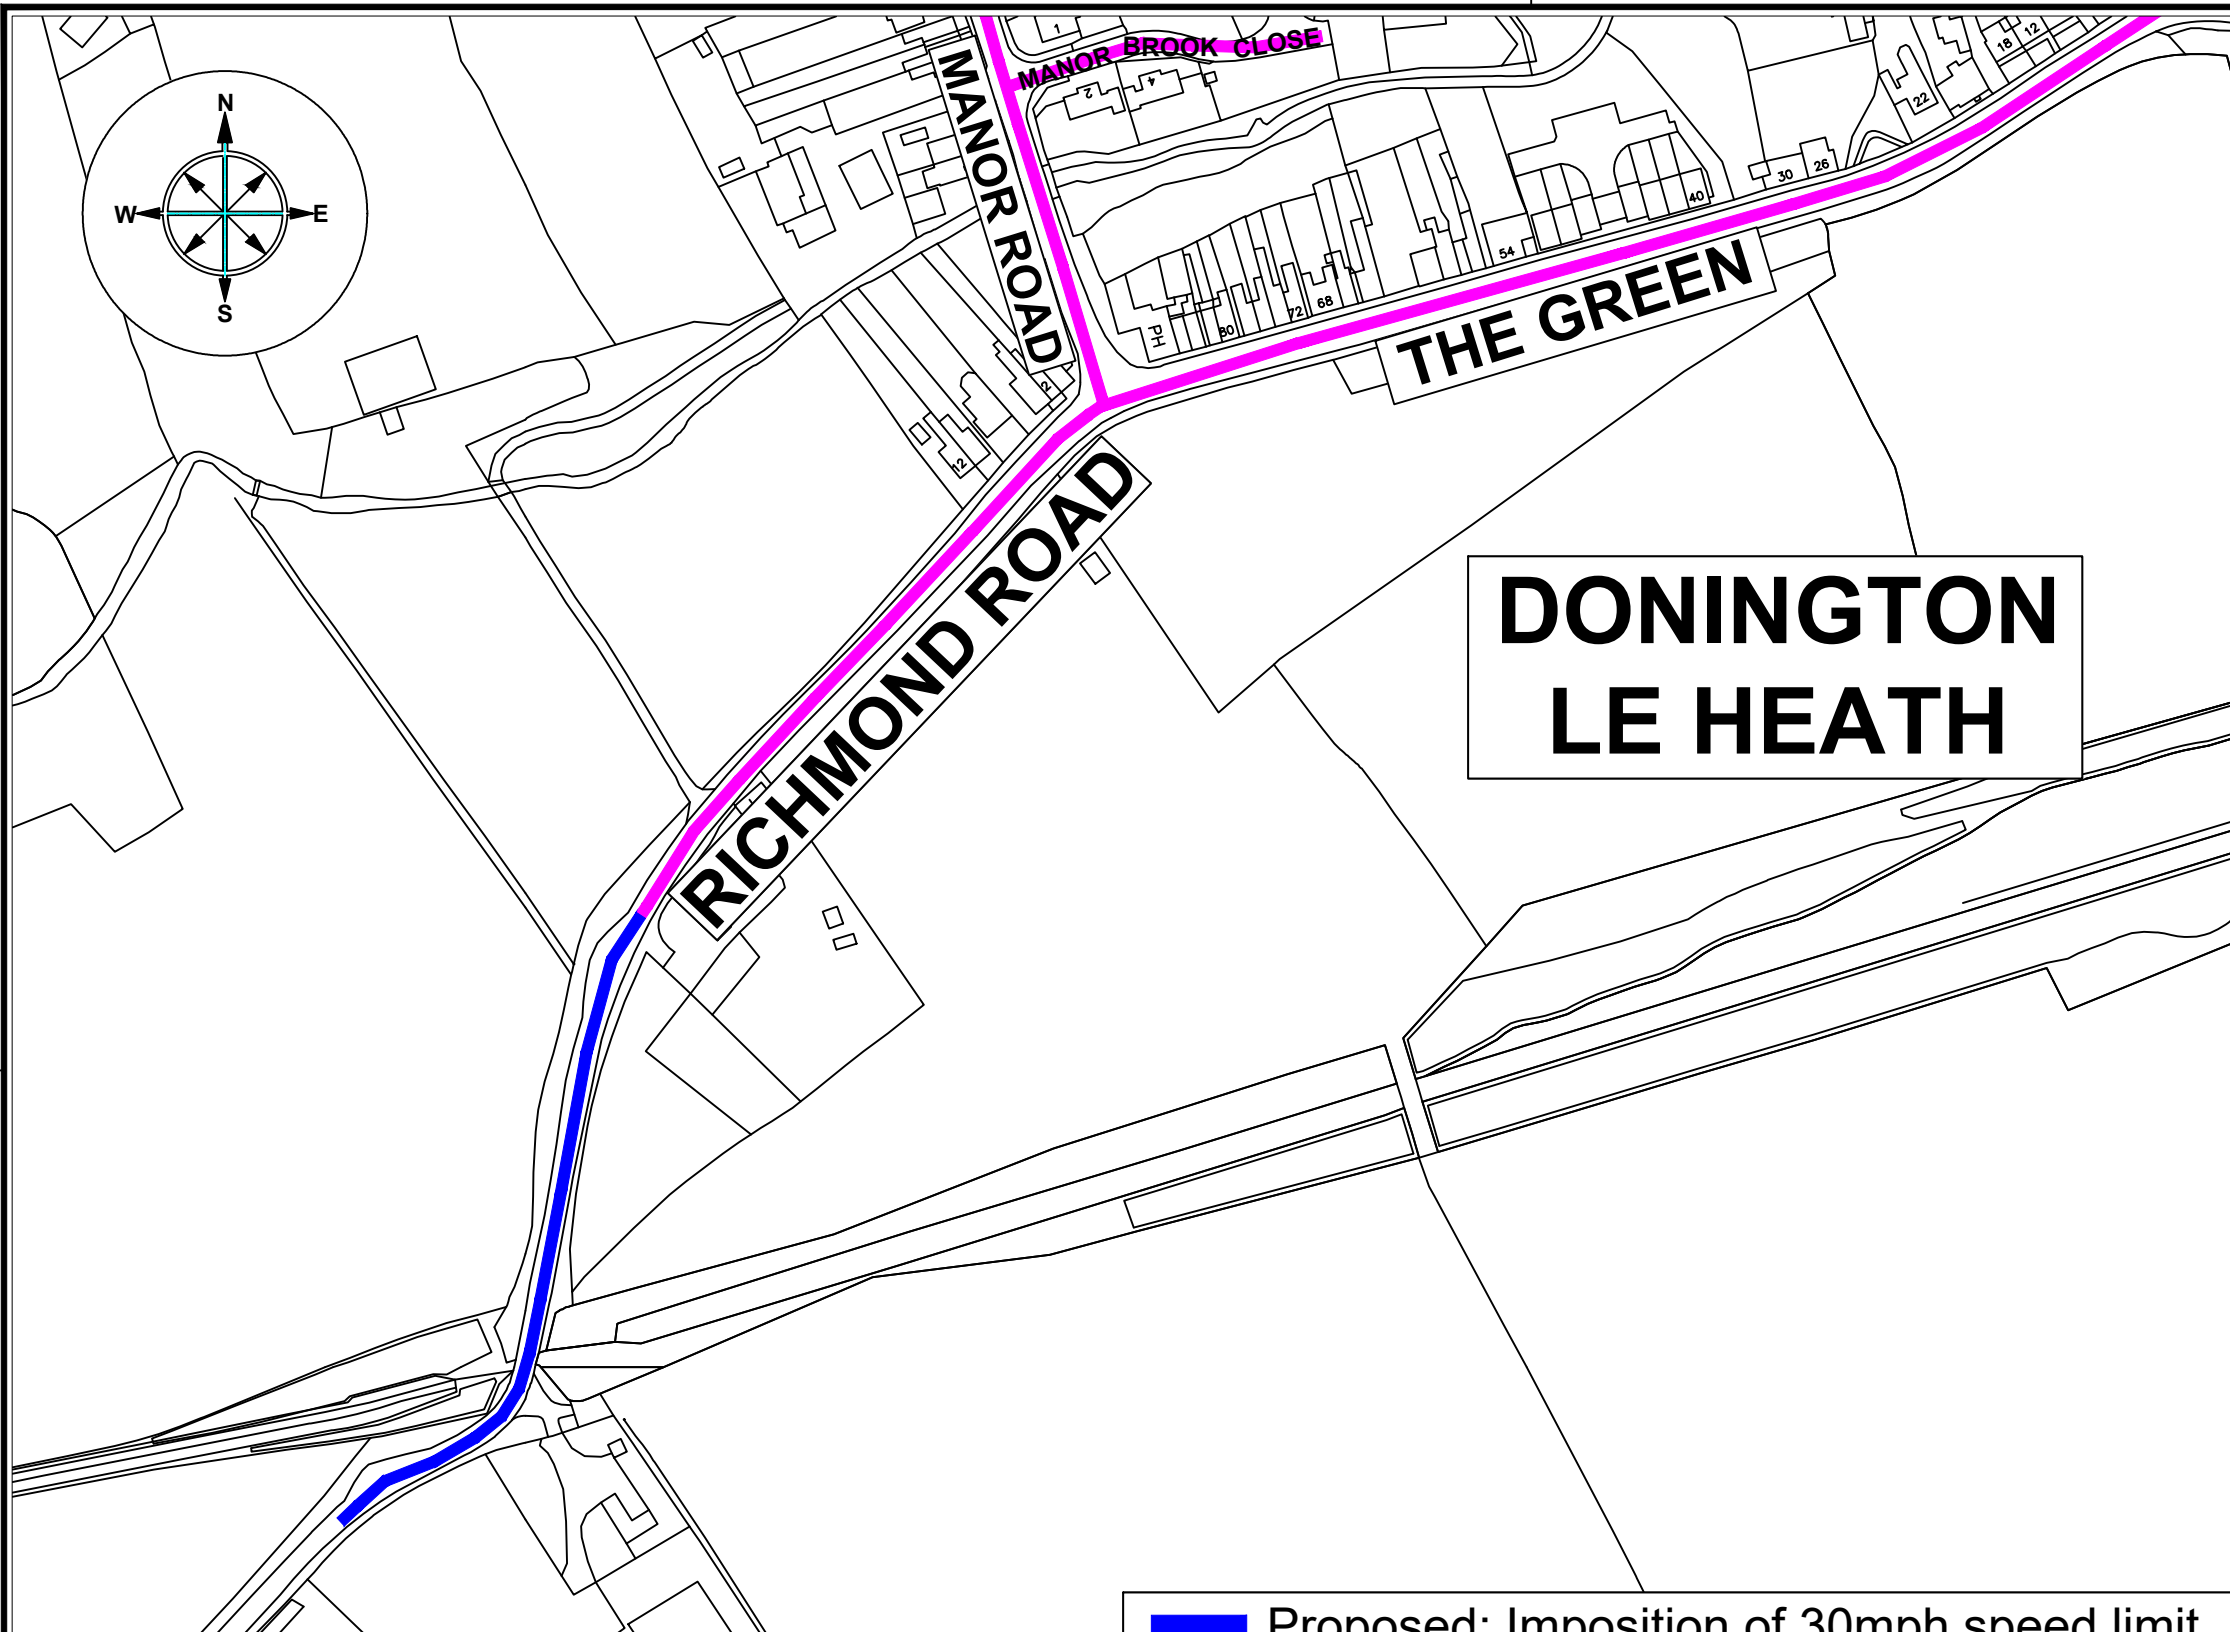 N
W
E
S
MANOR BROOK CLOSE
MANOR ROAD
1
2
4
18
12
22
26
30
40
54
68
72
80
PH
2
12
THE GREEN
RICHMOND ROAD
DONINGTON
LE HEATH
Proposed: Imposition of 30mph speed limit